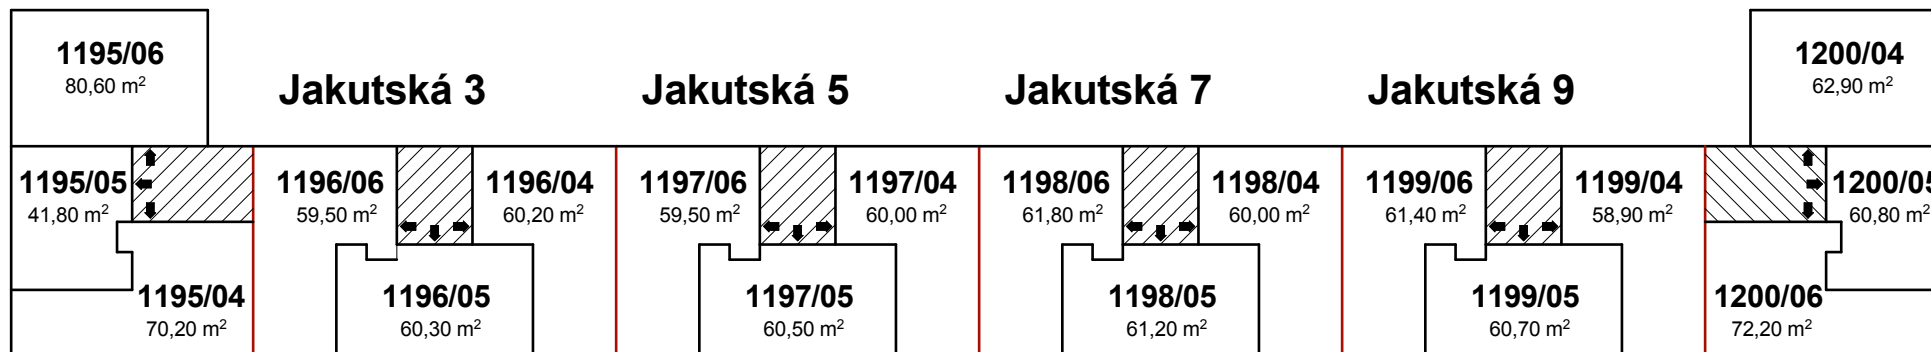 1195/06
80,60 m²
Jakutská 3
Jakutská 5
Jakutská 7
Jakutská 9
1200/04
62,90 m²
1195/05
41,80 m²
1196/06
59,50 m²
1196/04
60,20 m²
1197/06
59,50 m²
1197/04
60,00 m²
1198/06
61,80 m²
1198/04
60,00 m²
1199/06
61,40 m²
1199/04
58,90 m²
1200/05
60,80 m²
1195/04
70,20 m²
1196/05
60,30 m²
1197/05
60,50 m²
1198/05
61,20 m²
1199/05
60,70 m²
1200/06
72,20 m²